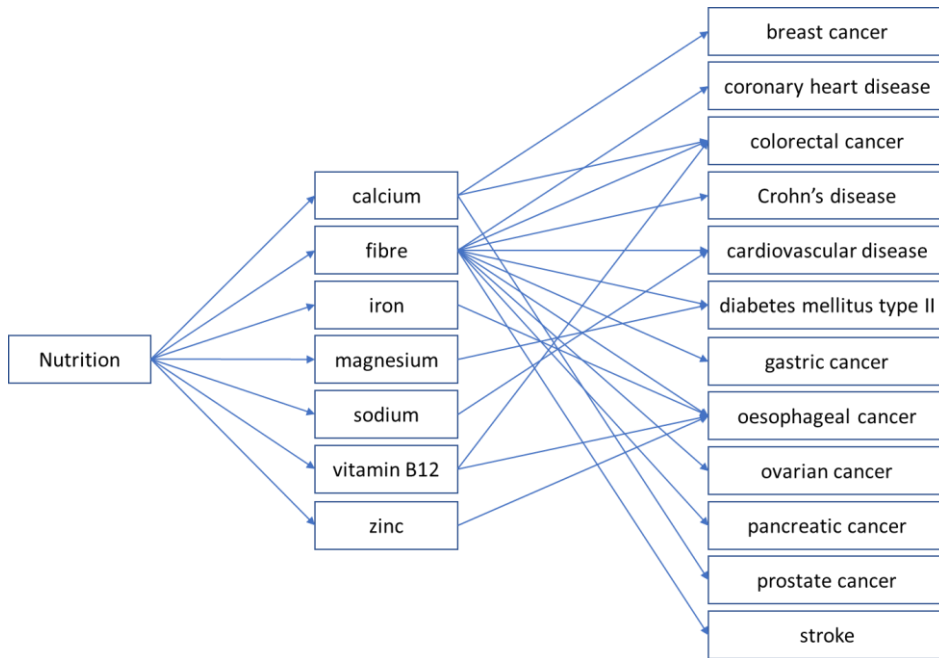 Nutrition
calcium
fibre
iron
magnesium
sodium
vitamin B12
zinc
breast cancer
coronary heart disease
colorectal cancer
Crohn’s disease
cardiovascular disease
diabetes mellitus type II
gastric cancer
oesophageal cancer
ovarian cancer
pancreatic cancer
prostate cancer
stroke